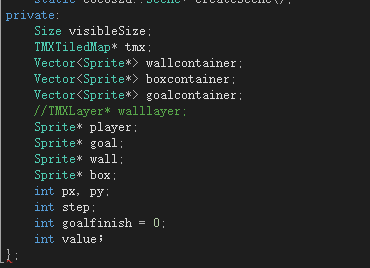 static cocos2d::Scene* createScene();
private:
Size visibleSize;
TMXTiledMap* tmx;
Vector<Sprite*> wallcontainer;
Vector<Sprite*> boxcontainer;
Vector<Sprite*> goalcontainer;
//TMXLayer* walllayer;
Sprite* player;
Sprite* goal;
Sprite* wall;
Sprite* box;
int px, py;
int step;
int goalfinish = 0;
int value;
};